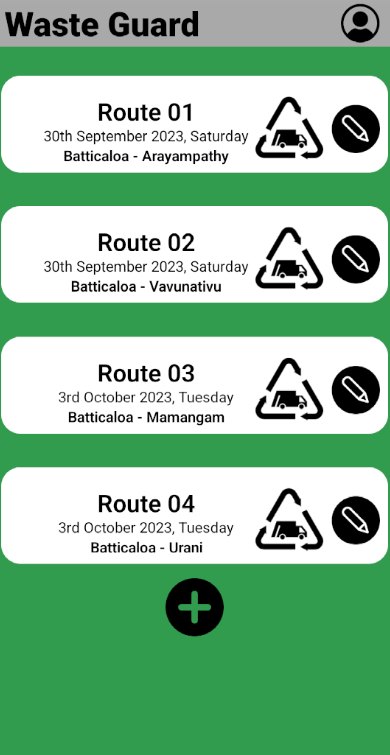 Waste Guard
Route 01
30th September 2023, Saturday
Batticaloa - Arayampathy
Route 02
30th September 2023, Saturday
Batticaloa - Vavunativu
Route 03
3rd October 2023, Tuesday
Batticaloa - Mamangam
Route 04
3rd October 2023, Tuesday
Batticaloa - Urani